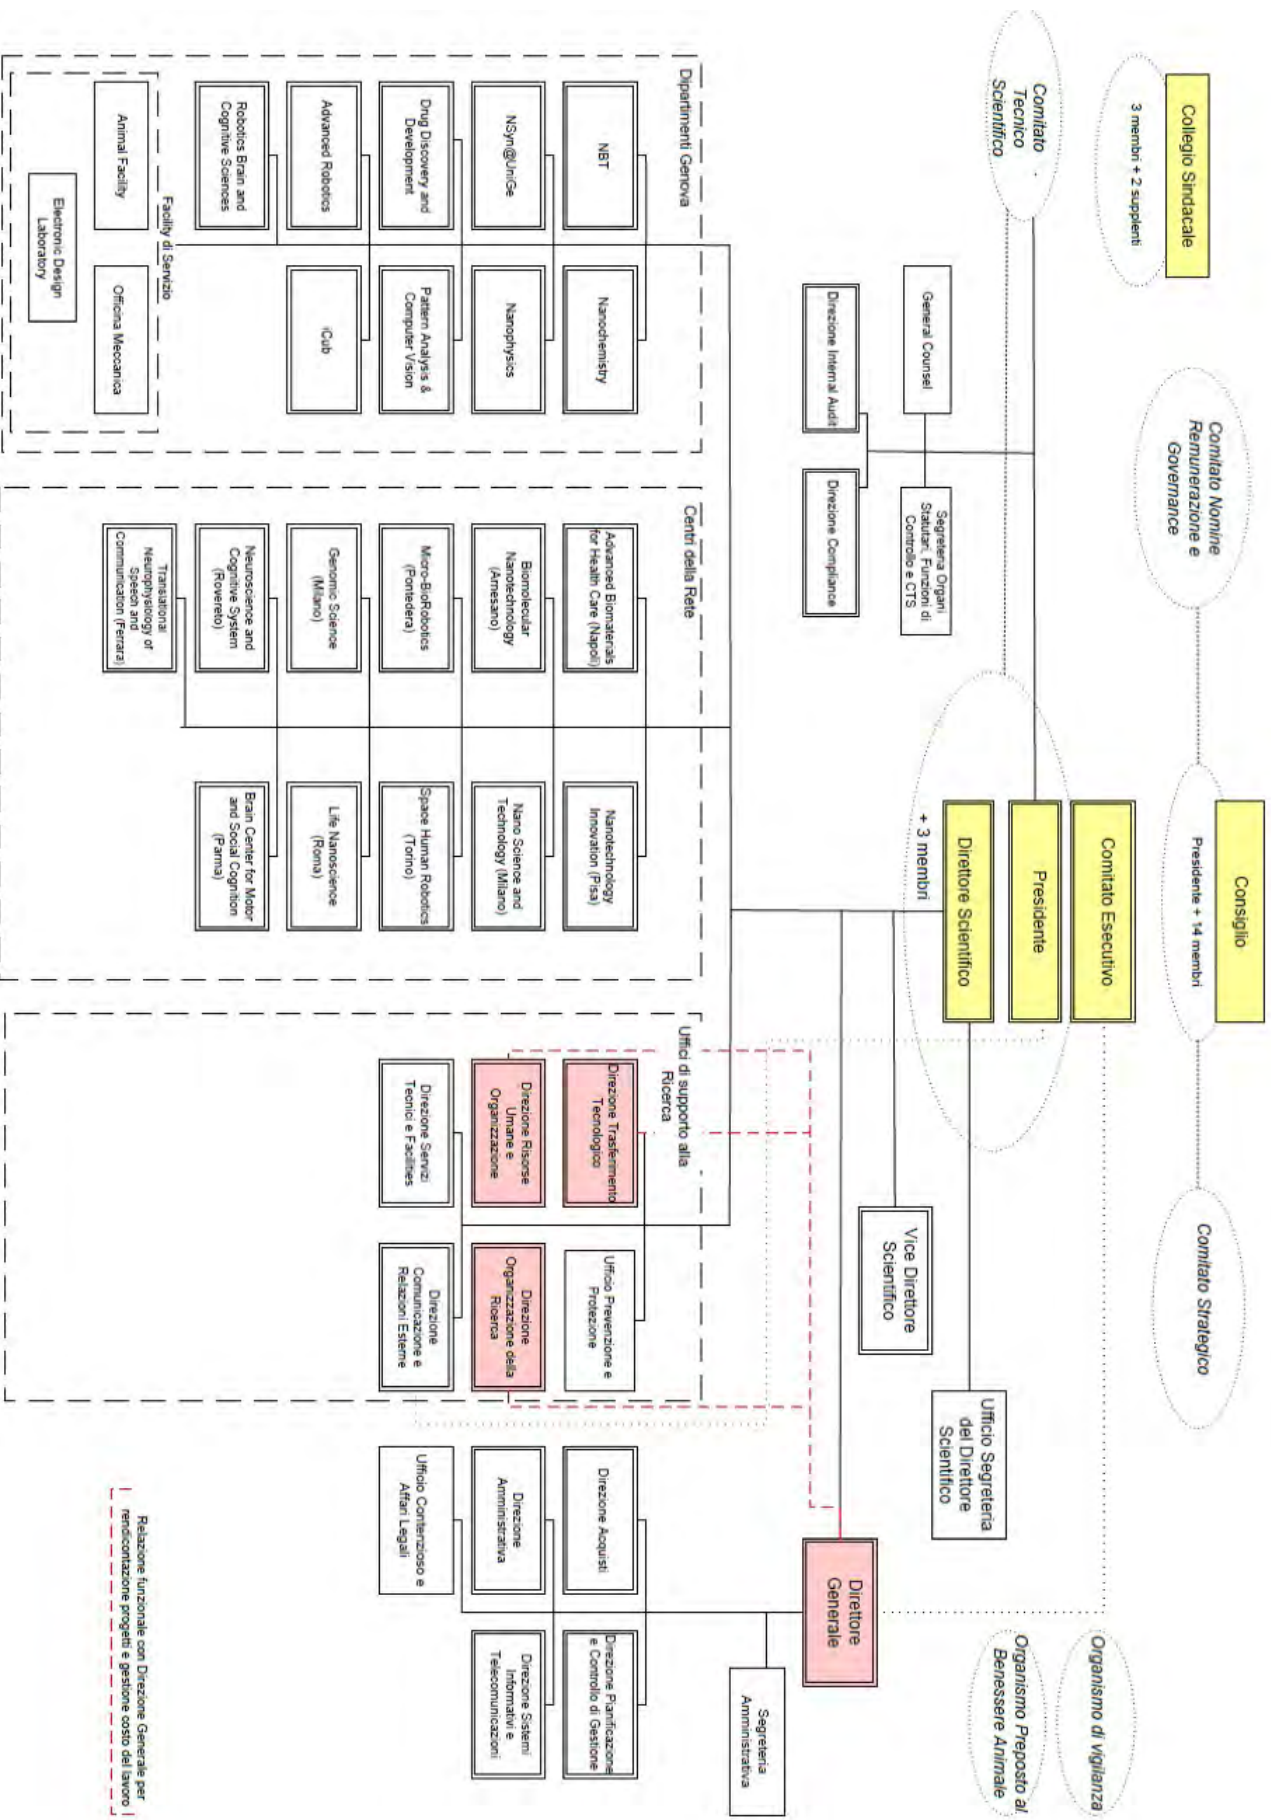 Consiglio
Presidente + 14 membri
Collegio Sindacale
3 membri + 2 supplenti
Comitato Nomine
Remunerazione e
Governance
Comitato Strategico
Comitato
Tecnico
Scientifico
Comitato Esecutivo
Presidente
Direttore Scientifico
+ 3 membri
Organismo di vigilanza
Organismo Preposto al
Benessere Animale
General Counsel
Segreteria Organi
Statutari, Funzioni di
Controllo e CTS
Direzione Internal Audit
Direzione Compliance
Ufficio Segreteria
del Direttore
Scientifico
Vice Direttore
Scientifico
Direttore
Generale
Segreteria
Amministrativa
Dipartimenti Genova
NBT
Nanochemistry
NSyn@UniGe
Nanophysics
Drug Discovery and
Development
Pattern Analysis &
Computer Vision
Advanced Robotics
iCub
Robotics Brain and
Cognitive Sciences
Facility di Servizio
Animal Facility
Officina Meccanica
Electronic Design
Laboratory
Centri della Rete
Advanced Biomaterials
for Health Care (Napoli)
Nanotechnology
Innovation (Pisa)
Biomolecular
Nanotechnology
(Arnesano)
Nano Science and
Technology (Milano)
Micro-BioRobotics
(Pontedera)
Space Human Robotics
(Torino)
Genomic Science
(Milano)
Life Nanoscience
(Roma)
Neuroscience and
Cognitive System
(Rovereto)
Brain Center for Motor
and Social Cognition
(Parma)
Translational
Neurophysiology of
Speech and
Communication (Ferrara)
Uffici di supporto alla
Ricerca
Direzione Trasferimento
Tecnologico
Ufficio Prevenzione e
Protezione
Direzione Risorse
Umane e
Organizzazione
Direzione
Organizzazione della
Ricerca
Direzione Servizi
Tecnici e Facilities
Direzione
Comunicazione e
Relazioni Esterne
Direzione Acquisti
Direzione Pianificazione
e Controllo di Gestione
Direzione
Amministrativa
Direzione Sistemi
Informativi e
Telecomunicazioni
Ufficio Contenzioso e
Affari Legali
Relazione funzionale con Direzione Generale per
rendicontazione progetti e gestione costo del lavoro